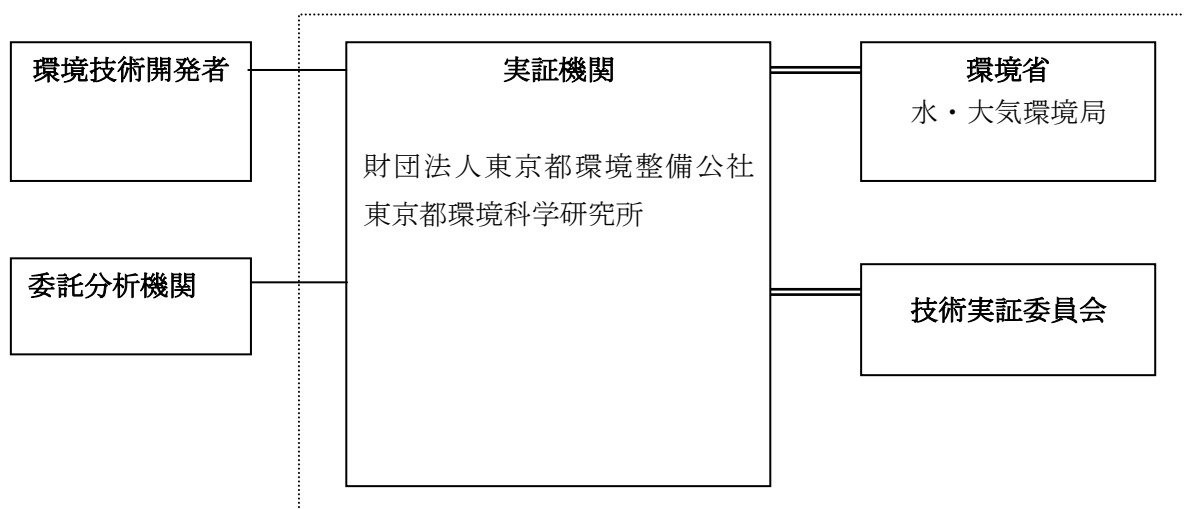 環境技術開発者
実証機関
財団法人東京都環境整備公社
東京都環境科学研究所
環境省
水・大気環境局
委託分析機関
技術実証委員会